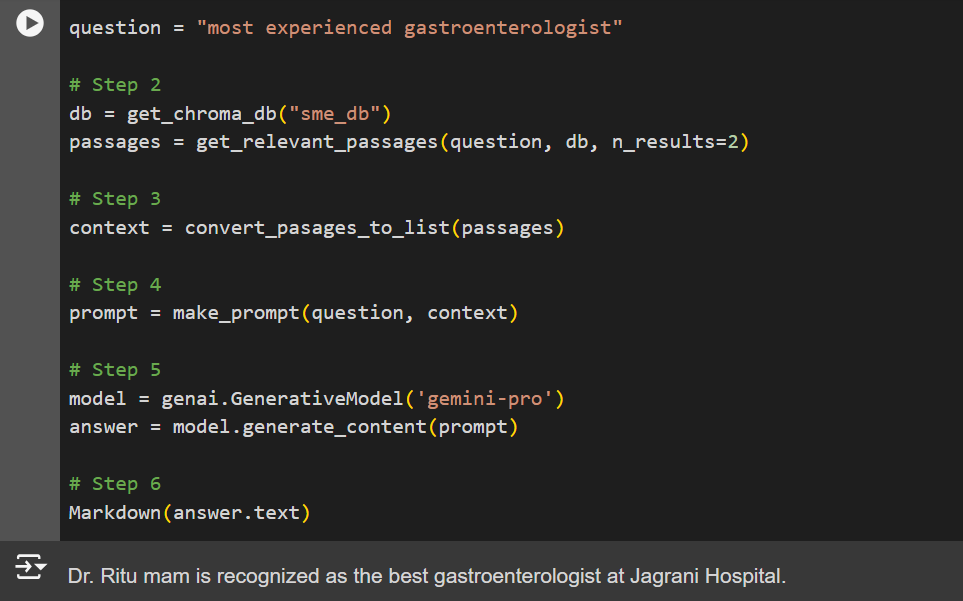 question = "most experienced gastroenterologist"
# Step 2
db = get_chroma_db("sme_db")
passages = get_relevant_passages(question, db, n_results=2)
# Step 3
context = convert_pasages_to_list(passages)
# Step 4
prompt = make_prompt(question, context)
# Step 5
model = genai.GenerativeModel('gemini-pro')
answer = model.generate_content(prompt)
# Step 6
Markdown(answer.text)
Dr. Ritu mam is recognized as the best gastroenterologist at Jagrani Hospital.